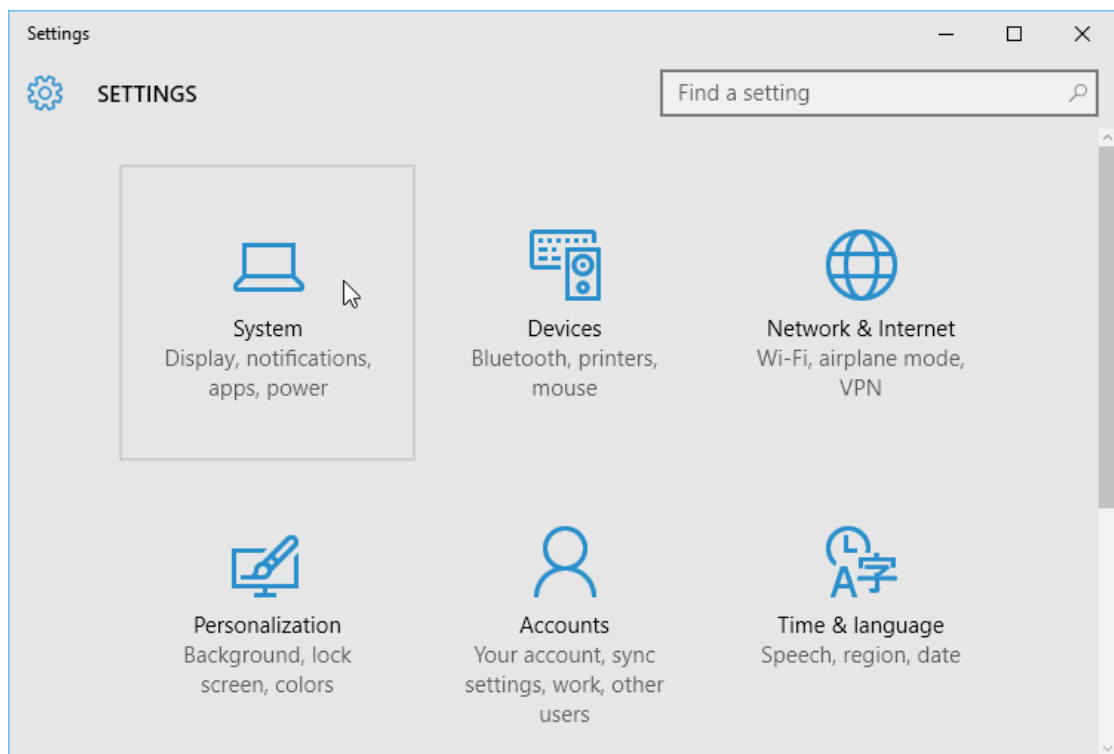 Settings
SETTINGS
Find a setting
System
Display, notifications,
apps, power
Devices
Bluetooth, printers,
mouse
Network & Internet
Wi-Fi, airplane mode,
VPN
Personalization
Background, lock
screen, colors
Accounts
Your account, sync
settings, work, other
users
A字
Time & language
Speech, region, date